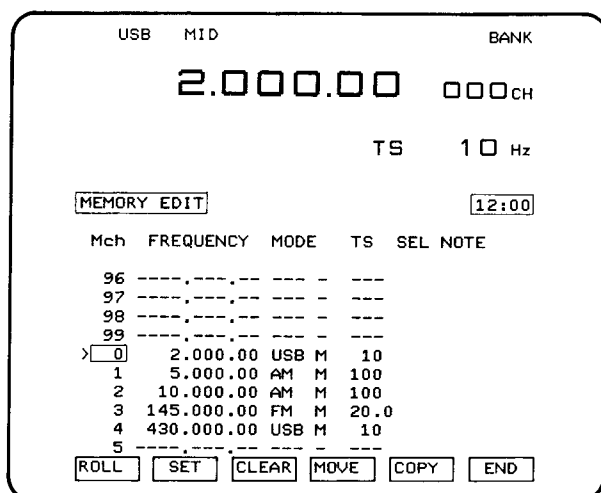 USB MID BANK
2.000.00 000CH
TS 10 Hz
MEMORY EDIT 12:00
Mch FREQUENCY MODE TS SEL NOTE
96 ----.---.-- --- - ---
97 ----.---.-- --- - ---
98 ----.---.-- --- - ---
99 ----.---.-- --- - ---
>0 2.000.00 USB M 10
1 5.000.00 AM M 100
2 10.000.00 AM M 100
3 145.000.00 FM M 20.0
4 430.000.00 USB M 10
5 ----.---.-- --- - ---
ROLL SET CLEAR MOVE COPY END